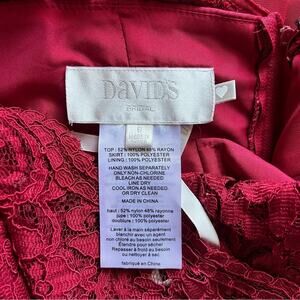 DAVID'S
BRIDAL
TOP : 52% NYLON 48% RAYON
SKIRT : 100% POLYESTER
LINING : 100% POLYESTER
HAND WASH SEPARATELY
ONLY NON-CHLORINE
BLEACH AS NEEDED
LINE DRY
COOL IRON AS NEEDED
OR DRY CLEAN
MADE IN CHINA
haut : 52% nylon 48% rayonne
jupe : 100% polyester
doublure : 100% polyester
Laver à la main séparément
blanchir avec un agent
non chloré au besoin seulement
Étendre pour sécher
Repasser à froid au besoin
ou nettoyer à sec
fabriqué en Chine